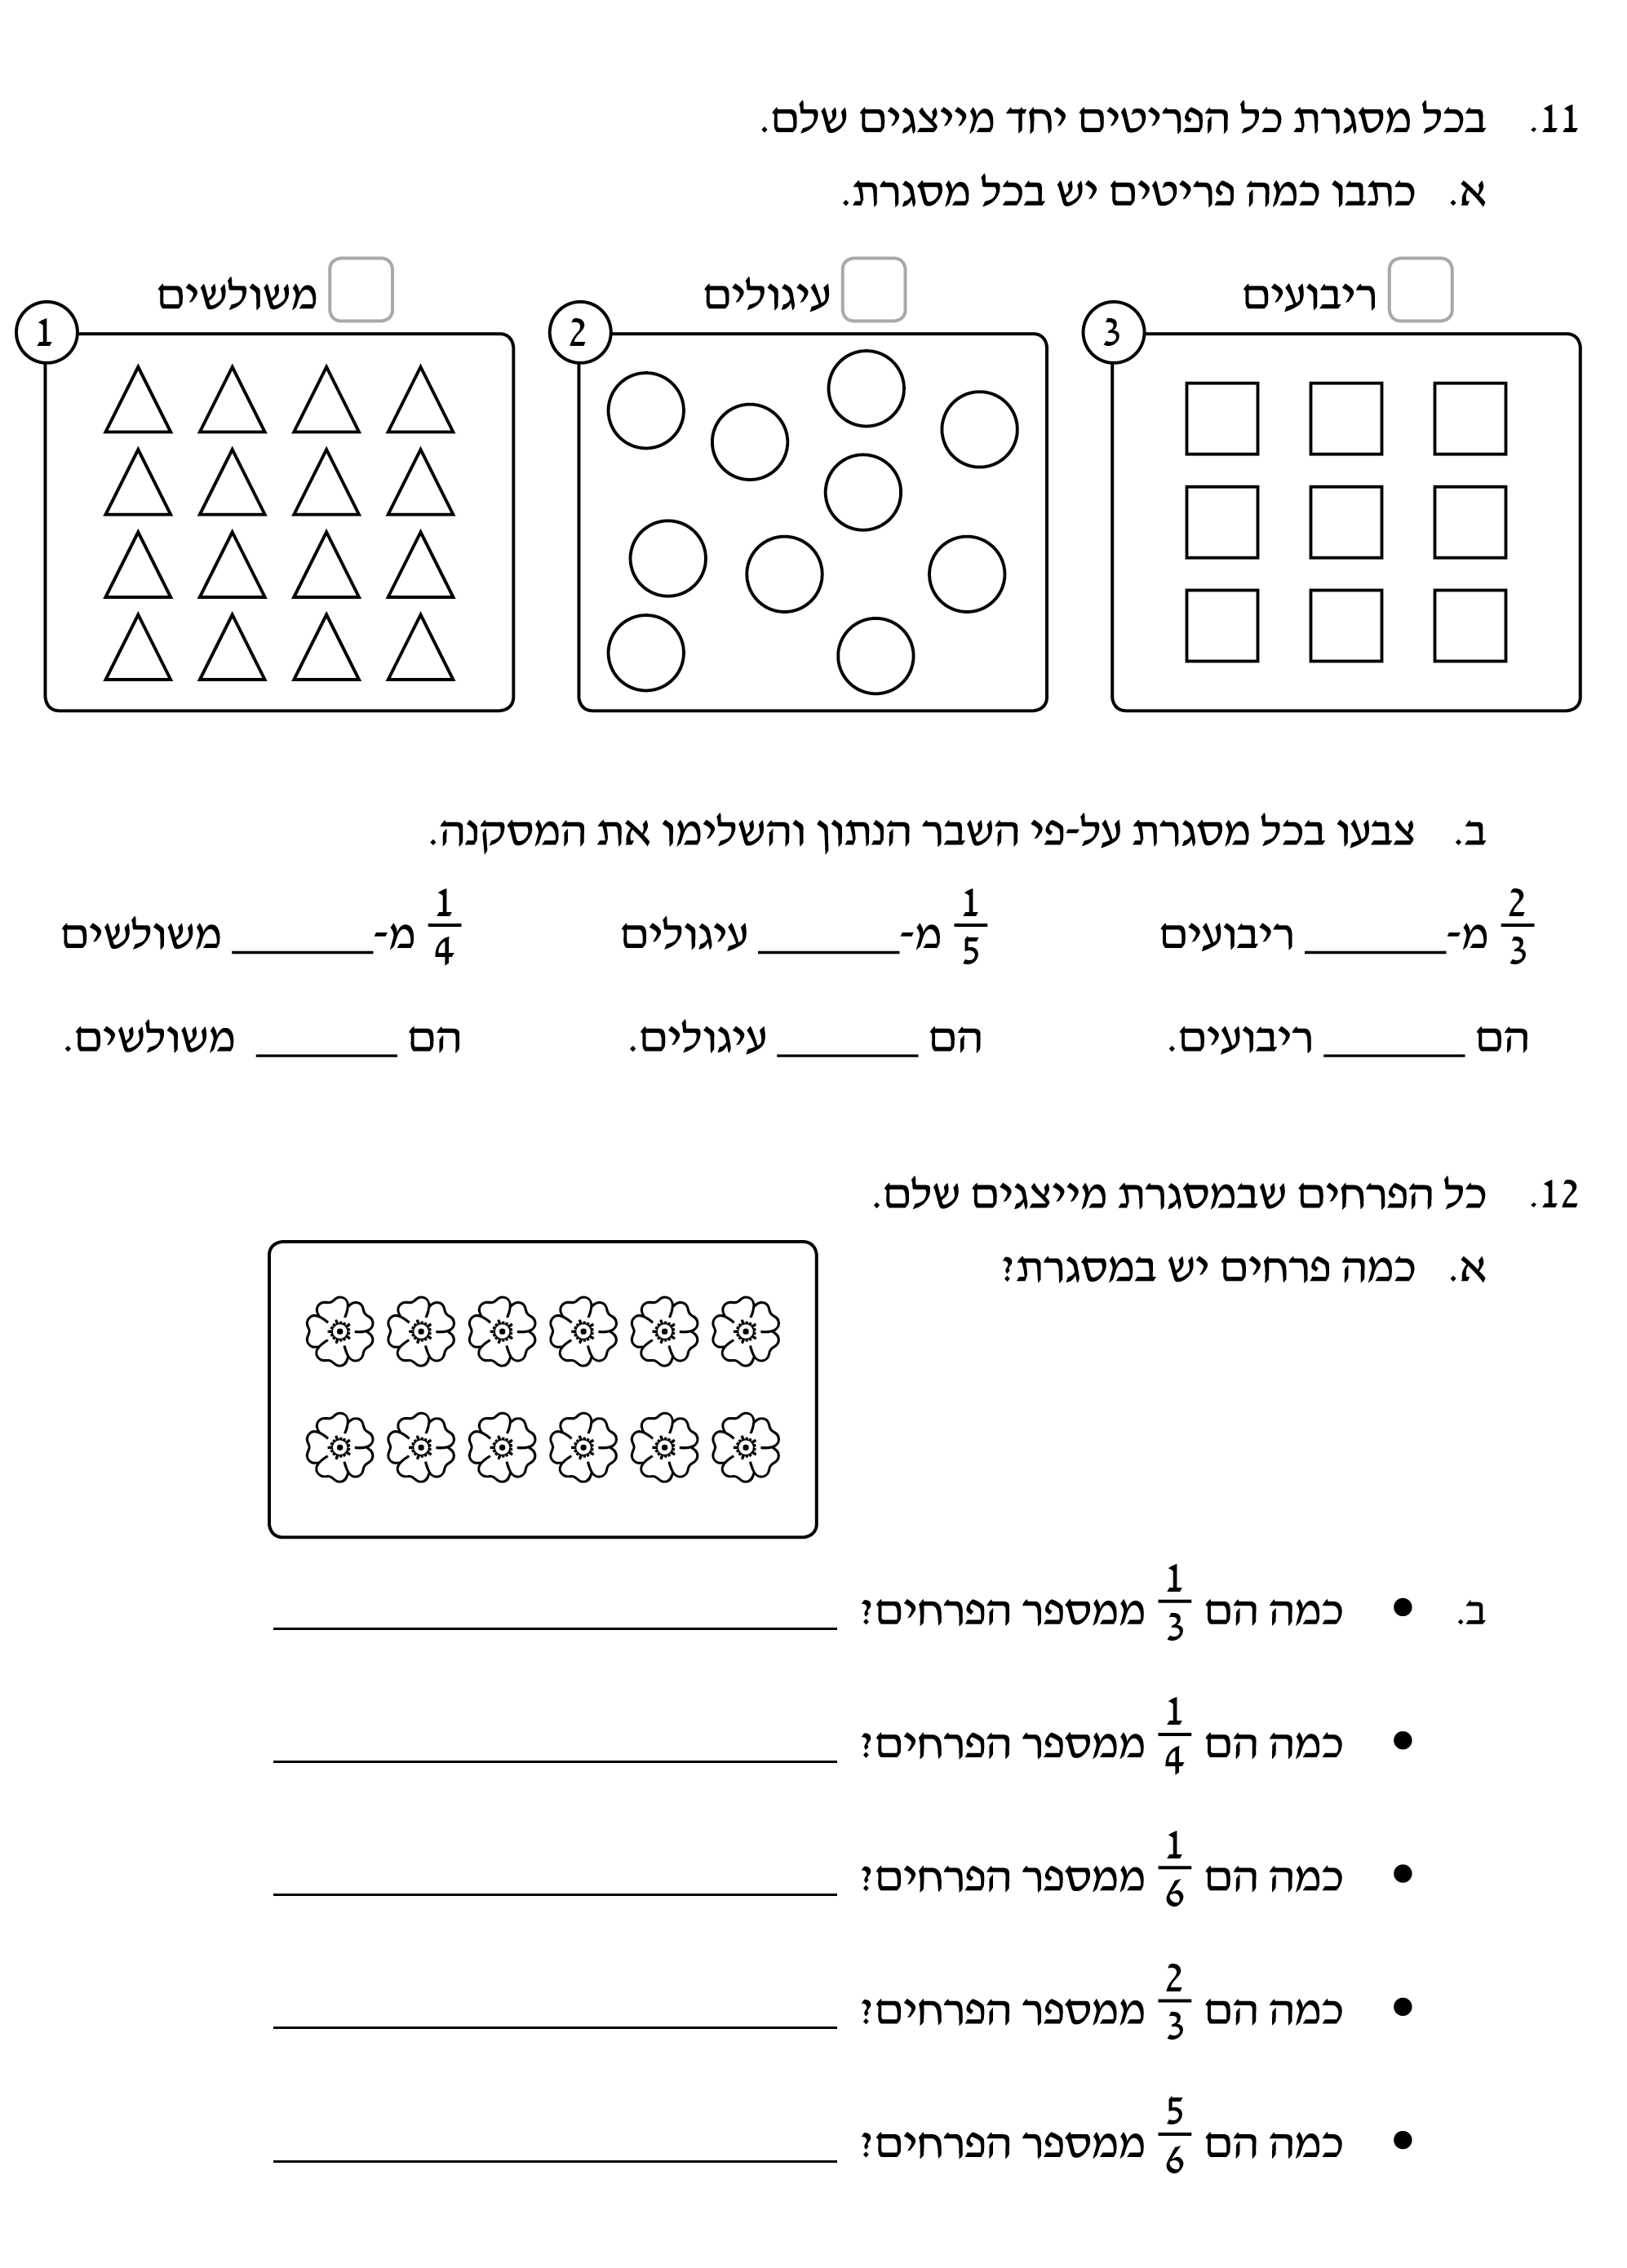 11. בכל מסגרת כל הפריטים יחד מייצגים שלם.
א. כתבו כמה פריטים יש בכל מסגרת.
ריבועים עיגולים משולשים
3 2 1
ב. צבעו בכל מסגרת על-פי השבר הנתון והשלימו את המסקנה.
2/3 מ-______ ריבועים 1/5 מ-______ עיגולים 1/4 מ-______ משולשים
הם ______ ריבועים. הם ______ עיגולים. הם ______ משולשים.
12. כל הפרחים שבמסגרת מייצגים שלם.
א. כמה פרחים יש במסגרת?
ב. • כמה הם 1/3 ממספר הפרחים? ______
• כמה הם 1/4 ממספר הפרחים? ______
• כמה הם 1/6 ממספר הפרחים? ______
• כמה הם 2/3 ממספר הפרחים? ______
• כמה הם 5/6 ממספר הפרחים? ______